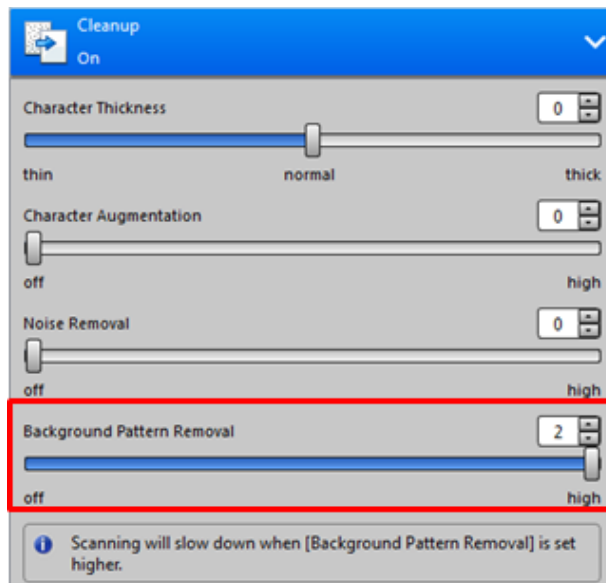 Cleanup
On
Character Thickness 0
thin normal thick
Character Augmentation 0
off high
Noise Removal 0
off high
Background Pattern Removal 2
off high
Scanning will slow down when [Background Pattern Removal] is set
higher.